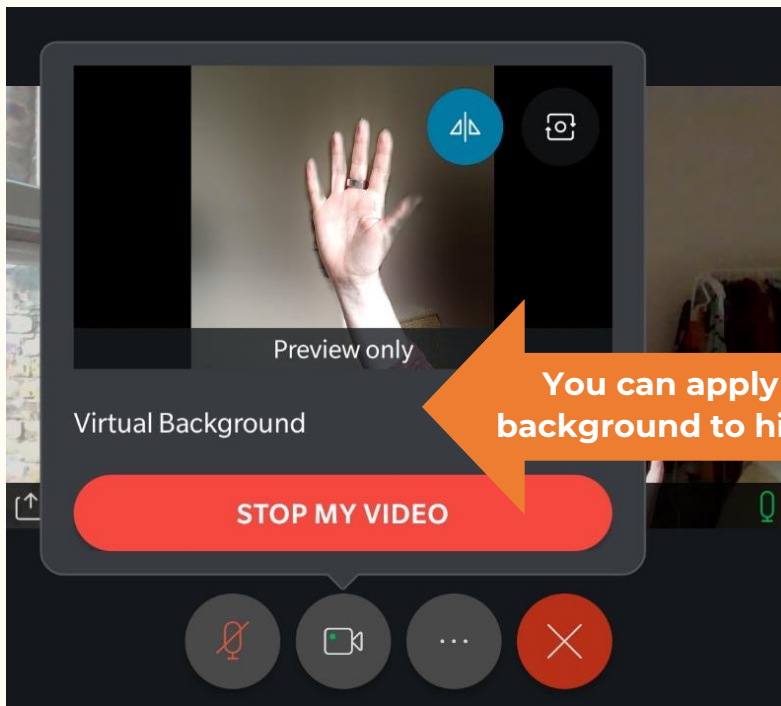 Preview only
Virtual Background
You can apply
background to hi
STOP MY VIDEO